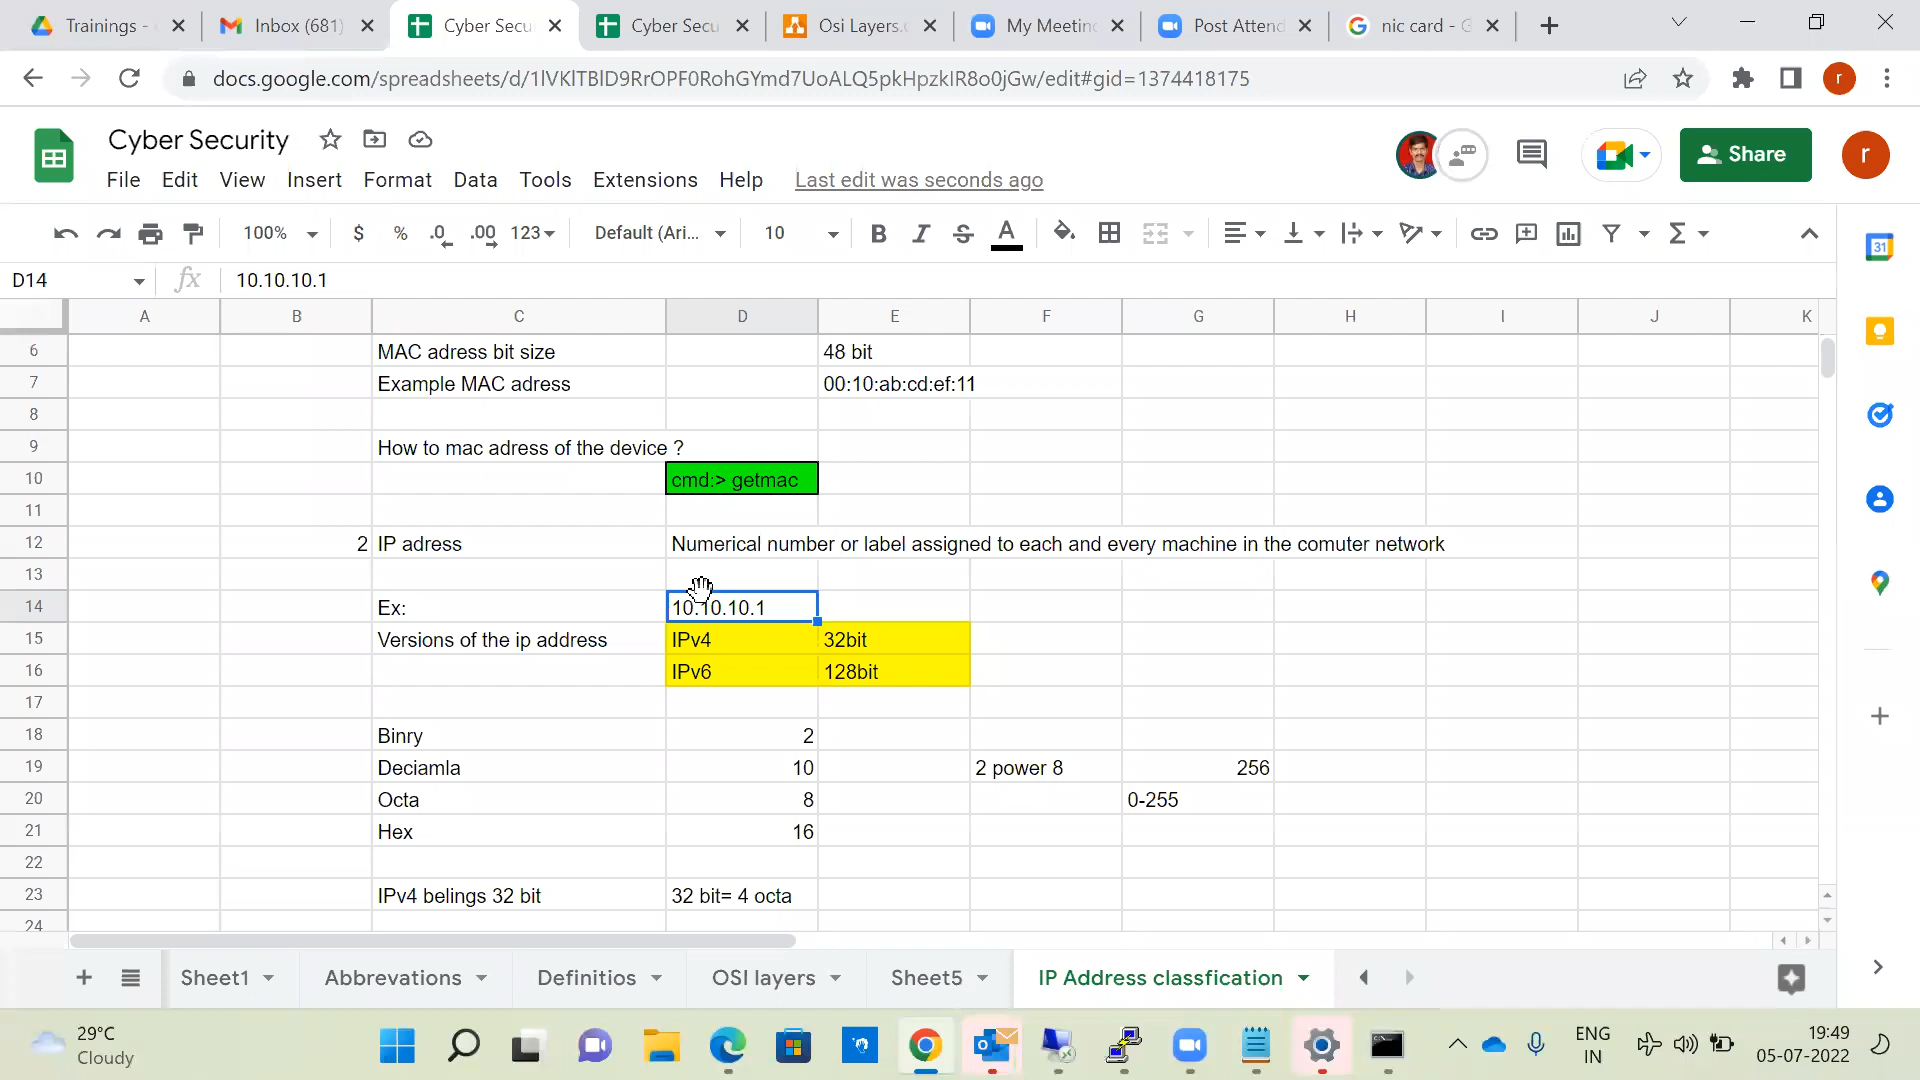 Trainings -
Inbox (681)
Cyber Secu
Cyber Secu
Osi Layers.c
My Meetin
Post Attend
nic card - G
docs.google.com/spreadsheets/d/1lVKlTBlD9RrOPF0RohGYmd7UoALQ5pkHpzkIR8o0jGw/edit#gid=1374418175
r
Cyber Security
Share
r
File Edit View Insert Format Data Tools Extensions Help Last edit was seconds ago
100% $ % .0 .00 123 Default (Ari... 10 B I S A
31
D14 fx 10.10.10.1
A B C D E F G H I J K
6 MAC adress bit size 48 bit
7 Example MAC adress 00:10:ab:cd:ef:11
8
9 How to mac adress of the device ?
10 cmd:> getmac
11
12 2 IP adress Numerical number or label assigned to each and every machine in the comuter network
13
14 Ex: 10.10.10.1
15 Versions of the ip address IPv4 32bit
16 IPv6 128bit
17
18 Binry 2
19 Deciamla 10 2 power 8 256
20 Octa 8 0-255
21 Hex 16
22
23 IPv4 belings 32 bit 32 bit= 4 octa
24
Sheet1 Abbrevations Definitios OSI layers Sheet5 IP Address classfication
29°C
Cloudy
ENG
IN
19:49
05-07-2022